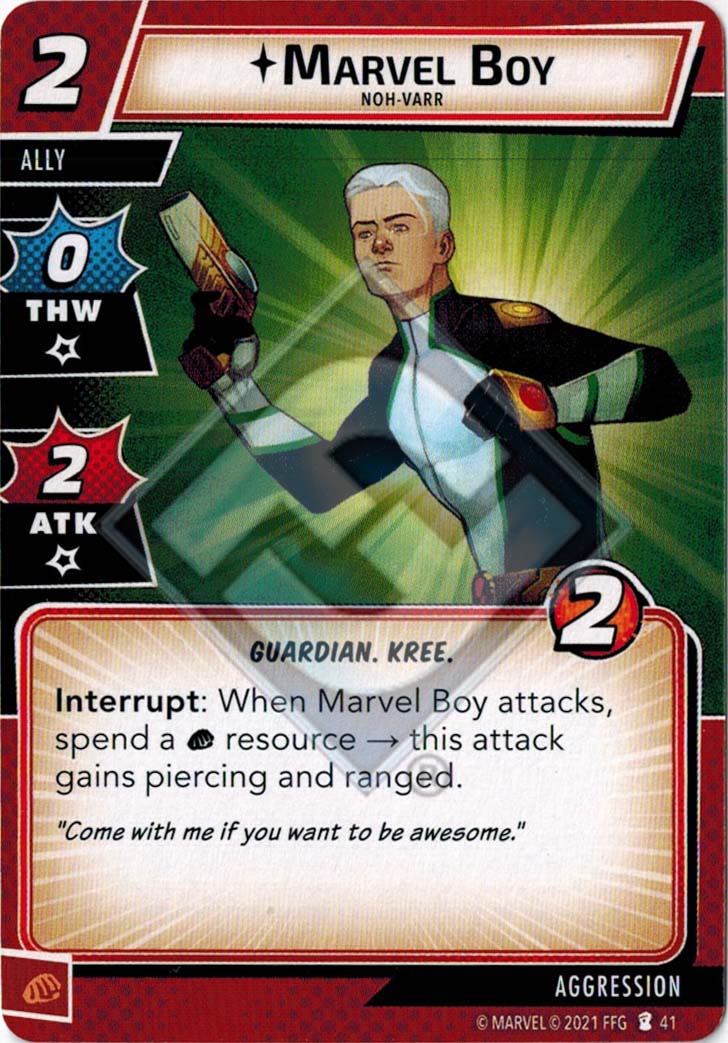 2
MARVEL BOY
NOH-VARR
ALLY
0
THW
2
ATK
2
GUARDIAN. KREE.
Interrupt: When Marvel Boy attacks,
spend a resource → this attack
gains piercing and ranged.
"Come with me if you want to be awesome."
AGGRESSION
© MARVEL © 2021 FFG 41
®